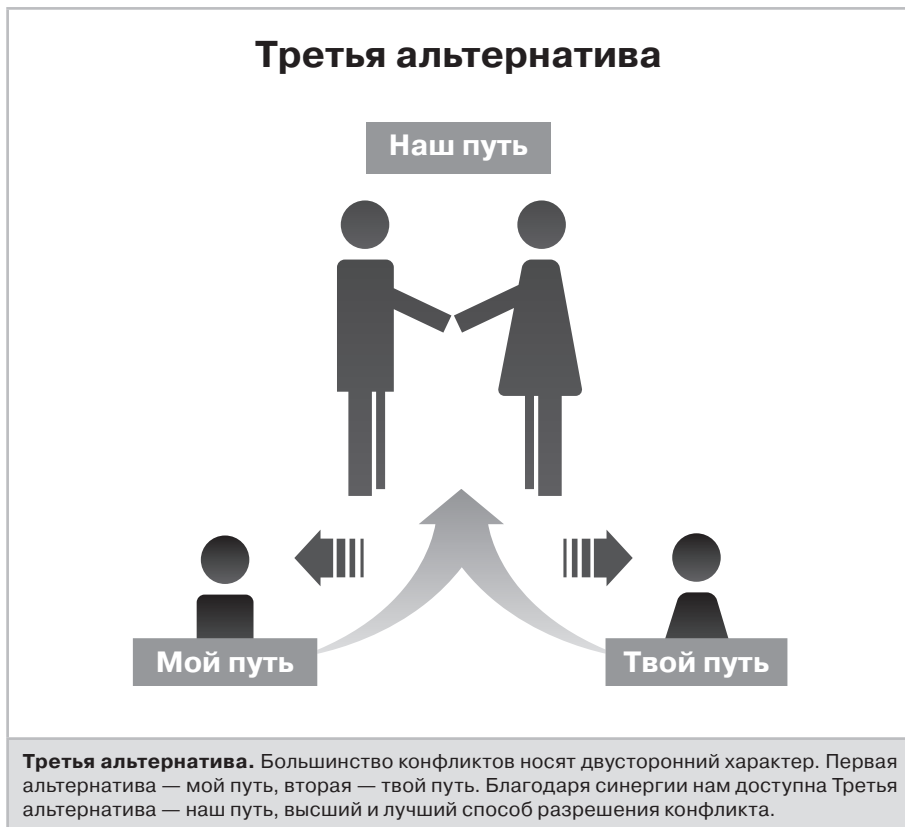 Третья альтернатива
Наш путь
Мой путь
Твой путь
Третья альтернатива. Большинство конфликтов носят двусторонний характер. Первая
альтернатива — мой путь, вторая — твой путь. Благодаря синергии нам доступна Третья
альтернатива — наш путь, высший и лучший способ разрешения конфликта.